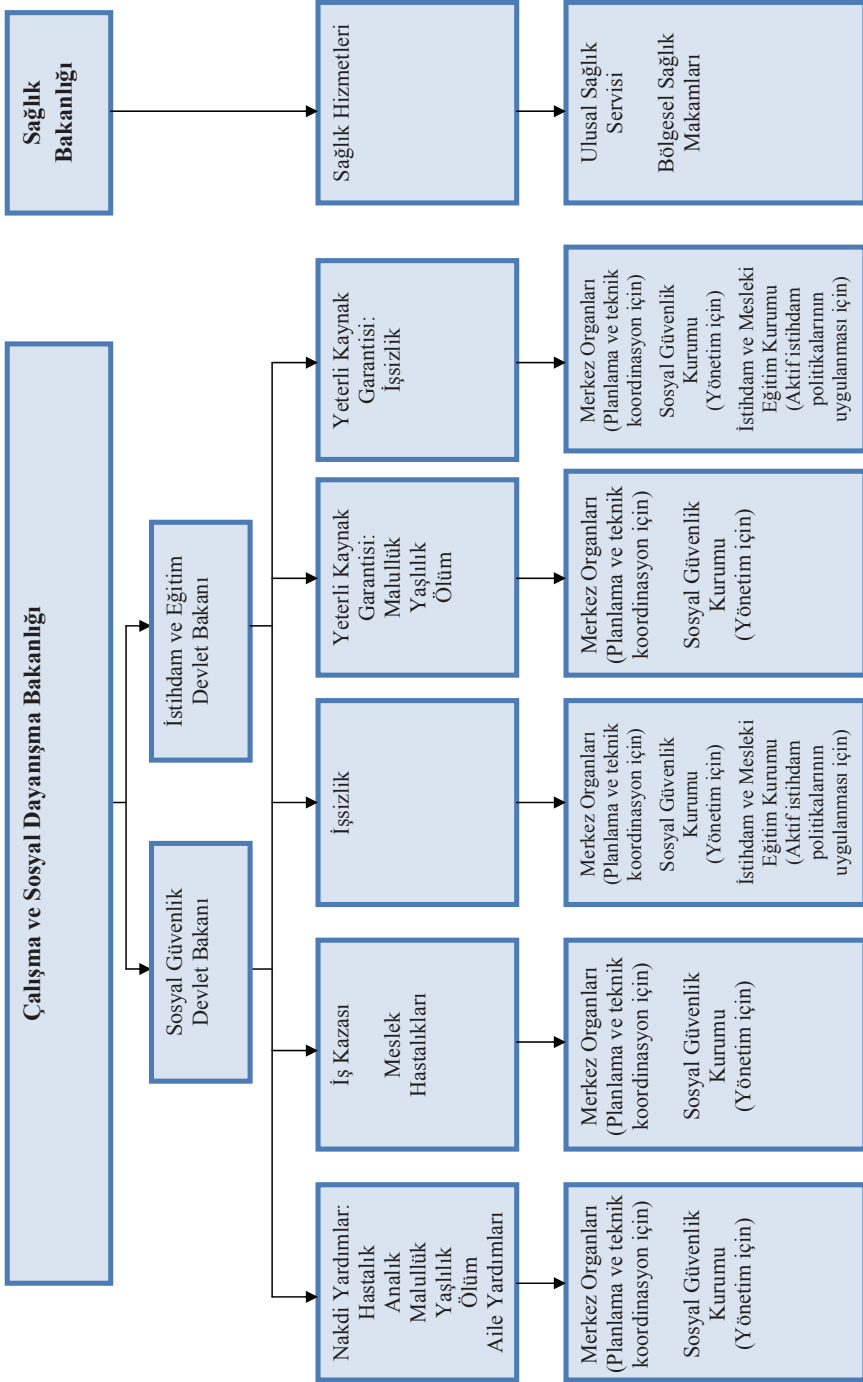 Çalışma ve Sosyal Dayanışma Bakanlığı
Sağlık
Bakanlığı
Sosyal Güvenlik
Devlet Bakanı
İstihdam ve Eğitim
Devlet Bakanı
Nakdi Yardımlar:
Hastalık
Analık
Malullük
Yaşlılık
Ölüm
Aile Yardımları
İş Kazası
Meslek
Hastalıkları
İşsizlik
Yeterli Kaynak
Garantisi:
Malullük
Yaşlılık
Ölüm
Yeterli Kaynak
Garantisi:
İşsizlik
Sağlık Hizmetleri
Merkez Organları
(Planlama ve teknik
koordinasyon için)
Sosyal Güvenlik
Kurumu
(Yönetim için)
Merkez Organları
(Planlama ve teknik
koordinasyon için)
Sosyal Güvenlik
Kurumu
(Yönetim için)
Merkez Organları
(Planlama ve teknik
koordinasyon için)
Sosyal Güvenlik
Kurumu
(Yönetim için)
İstihdam ve Mesleki
Eğitim Kurumu
(Aktif istihdam
politikalarının
uygulanması için)
Merkez Organları
(Planlama ve teknik
koordinasyon için)
Sosyal Güvenlik
Kurumu
(Yönetim için)
Merkez Organları
(Planlama ve teknik
koordinasyon için)
Sosyal Güvenlik
Kurumu
(Yönetim için)
İstihdam ve Mesleki
Eğitim Kurumu
(Aktif istihdam
politikalarının
uygulanması için)
Ulusal Sağlık
Servisi
Bölgesel Sağlık
Makamları